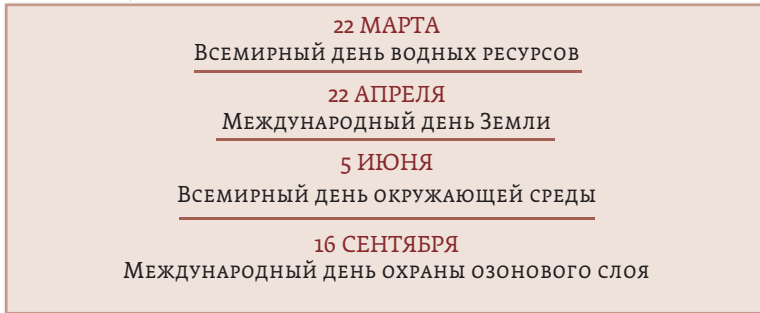 22 МАРТА
Всемирный день водных ресурсов
22 АПРЕЛЯ
Международный день Земли
5 ИЮНЯ
Всемирный день окружающей среды
16 СЕНТЯБРЯ
Международный день охраны озонового слоя